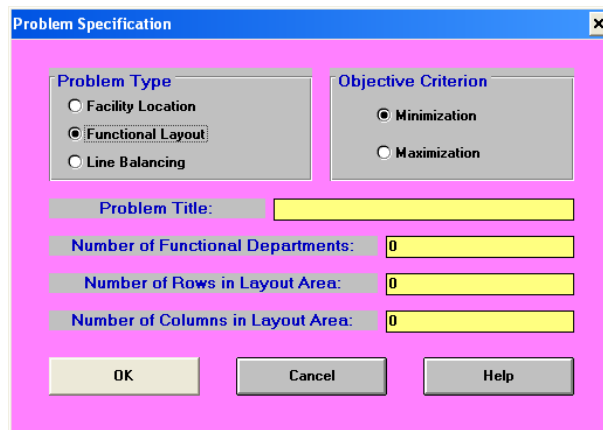 Problem Specification
Problem Type
Facility Location
Functional Layout
Line Balancing
Objective Criterion
Minimization
Maximization
Problem Title:
Number of Functional Departments: 0
Number of Rows in Layout Area: 0
Number of Columns in Layout Area: 0
OK Cancel Help